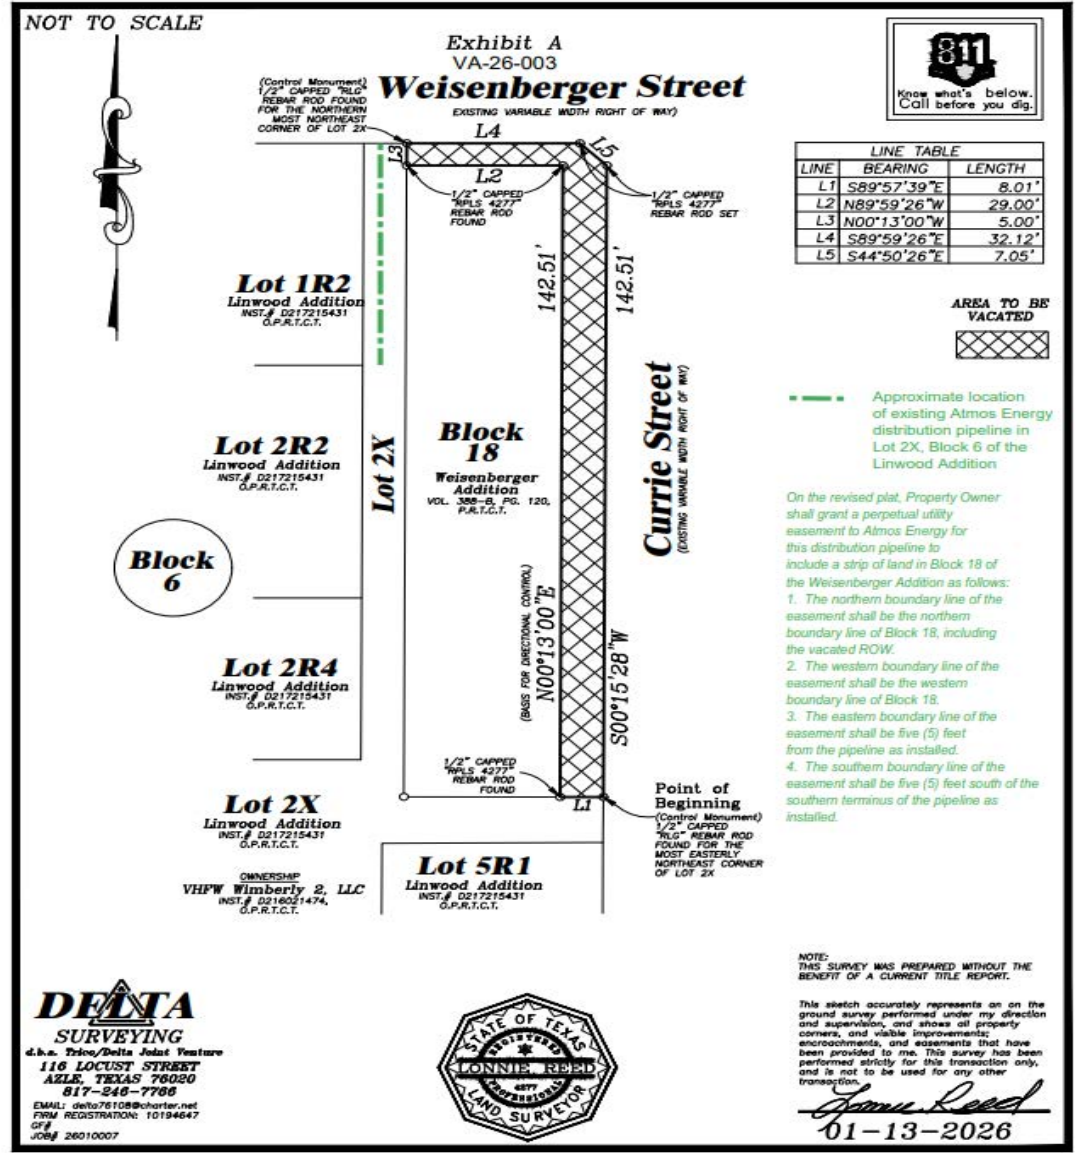 NOT TO SCALE
Exhibit A
VA-26-003
Weisenberger Street
(EXISTING VARIABLE WIDTH RIGHT OF WAY)
811
Know what's below.
Call before you dig.
(Control Monument)
1/2" CAPPED "RLG"
REBAR ROD FOUND
FOR THE NORTHERN
MOST NORTHEAST
CORNER OF LOT 2X
L4
L5
L3
L2
1/2" CAPPED
"RPLS 4277"
REBAR ROD
FOUND
1/2" CAPPED
"RPLS 4277"
REBAR ROD SET
LINE TABLE
LINE BEARING LENGTH
L1 S89°57'39"E 8.01'
L2 N89°59'26"W 29.00'
L3 N00°13'00"W 5.00'
L4 S89°59'26"E 32.12'
L5 S44°50'26"E 7.05'
AREA TO BE
VACATED
142.51'
142.51'
Lot 1R2
Linwood Addition
INST.# D217215431
O.P.R.T.C.T.
Lot 2R2
Linwood Addition
INST.# D217215431
O.P.R.T.C.T.
Lot 2X
Block
18
Weisenberger
Addition
VOL. 388-B, PG. 120,
P.R.T.C.T.
Currie Street
(EXISTING VARIABLE WIDTH RIGHT OF WAY)
Approximate location
of existing Atmos Energy
distribution pipeline in
Lot 2X, Block 6 of the
Linwood Addition
On the revised plat, Property Owner
shall grant a perpetual utility
easement to Atmos Energy for
this distribution pipeline to
include a strip of land in Block 18 of
the Weisenberger Addition as follows:
1. The northern boundary line of the
easement shall be the northern
boundary line of Block 18, including
the vacated ROW.
2. The western boundary line of the
easement shall be the western
boundary line of Block 18.
3. The eastern boundary line of the
easement shall be five (5) feet
from the pipeline as installed.
4. The southern boundary line of the
easement shall be five (5) feet south of the
southern terminus of the pipeline as
installed.
Block
6
(BASIS FOR DIRECTIONAL CONTROL)
N00°13'00"E
S00°15'28"W
Lot 2R4
Linwood Addition
INST.# D217215431
O.P.R.T.C.T.
1/2" CAPPED
"RPLS 4277"
REBAR ROD
FOUND
L1
Point of
Beginning
(Control Monument)
1/2" CAPPED
"RLG" REBAR ROD
FOUND FOR THE
MOST EASTERLY
NORTHEAST CORNER
OF LOT 2X
Lot 2X
Linwood Addition
INST.# D217215431
O.P.R.T.C.T.
OWNERSHIP
VHFW Wimberly 2, LLC
INST.# D216021474,
O.P.R.T.C.T.
Lot 5R1
Linwood Addition
INST.# D217215431
O.P.R.T.C.T.
DELTA
SURVEYING
d.b.a. Trico/Delta Joint Venture
116 LOCUST STREET
AZLE, TEXAS 76020
817-246-7766
EMAIL: delta76108@charter.net
FIRM REGISTRATION: 10194647
GF#
JOB# 26010007
STATE OF TEXAS
REGISTERED
LONNIE REED
4277
PROFESSIONAL
LAND SURVEYOR
NOTE:
THIS SURVEY WAS PREPARED WITHOUT THE
BENEFIT OF A CURRENT TITLE REPORT.
This sketch accurately represents an on the
ground survey performed under my direction
and supervision, and shows all property
corners, and visible improvements;
encroachments, and easements that have
been provided to me. This survey has been
performed strictly for this transaction only,
and is not to be used for any other
transaction.
Lonnie Reed
01-13-2026